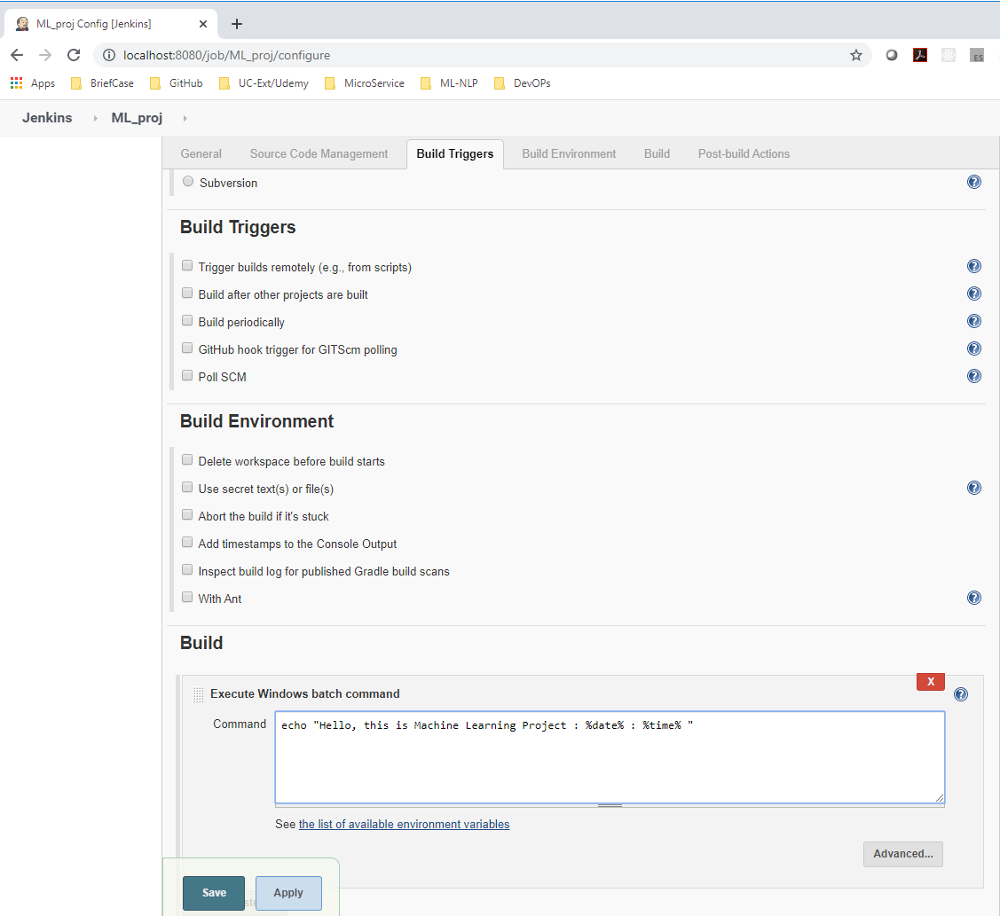 ML_proj Config [Jenkins]
localhost:8080/job/ML_proj/configure
ES
Apps BriefCase GitHub UC-Ext/Udemy MicroService ML-NLP DevOPs
Jenkins ML_proj
General Source Code Management Build Triggers Build Environment Build Post-build Actions
Subversion
Build Triggers
Trigger builds remotely (e.g., from scripts)
Build after other projects are built
Build periodically
GitHub hook trigger for GITScm polling
Poll SCM
Build Environment
Delete workspace before build starts
Use secret text(s) or file(s)
Abort the build if it's stuck
Add timestamps to the Console Output
Inspect build log for published Gradle build scans
With Ant
Build
X
Execute Windows batch command
Command echo "Hello, this is Machine Learning Project : %date% : %time% "
See the list of available environment variables
Advanced...
Save Apply